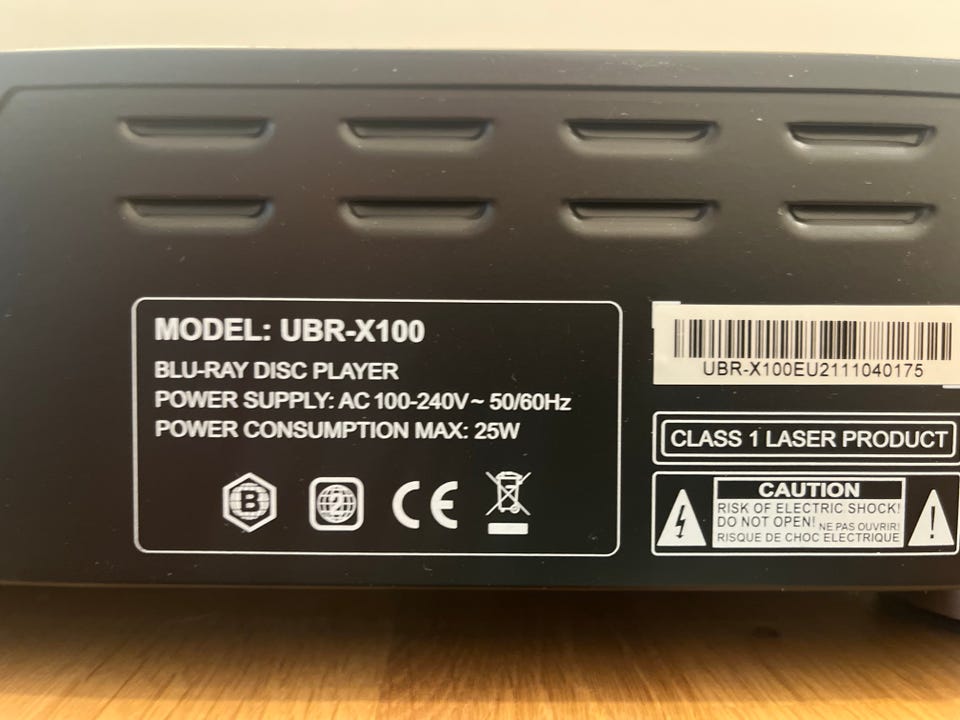 MODEL: UBR-X100
BLU-RAY DISC PLAYER
POWER SUPPLY: AC 100-240V~ 50/60Hz
POWER CONSUMPTION MAX: 25W
B
2
CE
UBR-X100EU2111040175
CLASS 1 LASER PRODUCT
CAUTION
RISK OF ELECTRIC SHOCK!
DO NOT OPEN! NE PAS OUVRIR!
RISQUE DE CHOC ELECTRIQUE
!